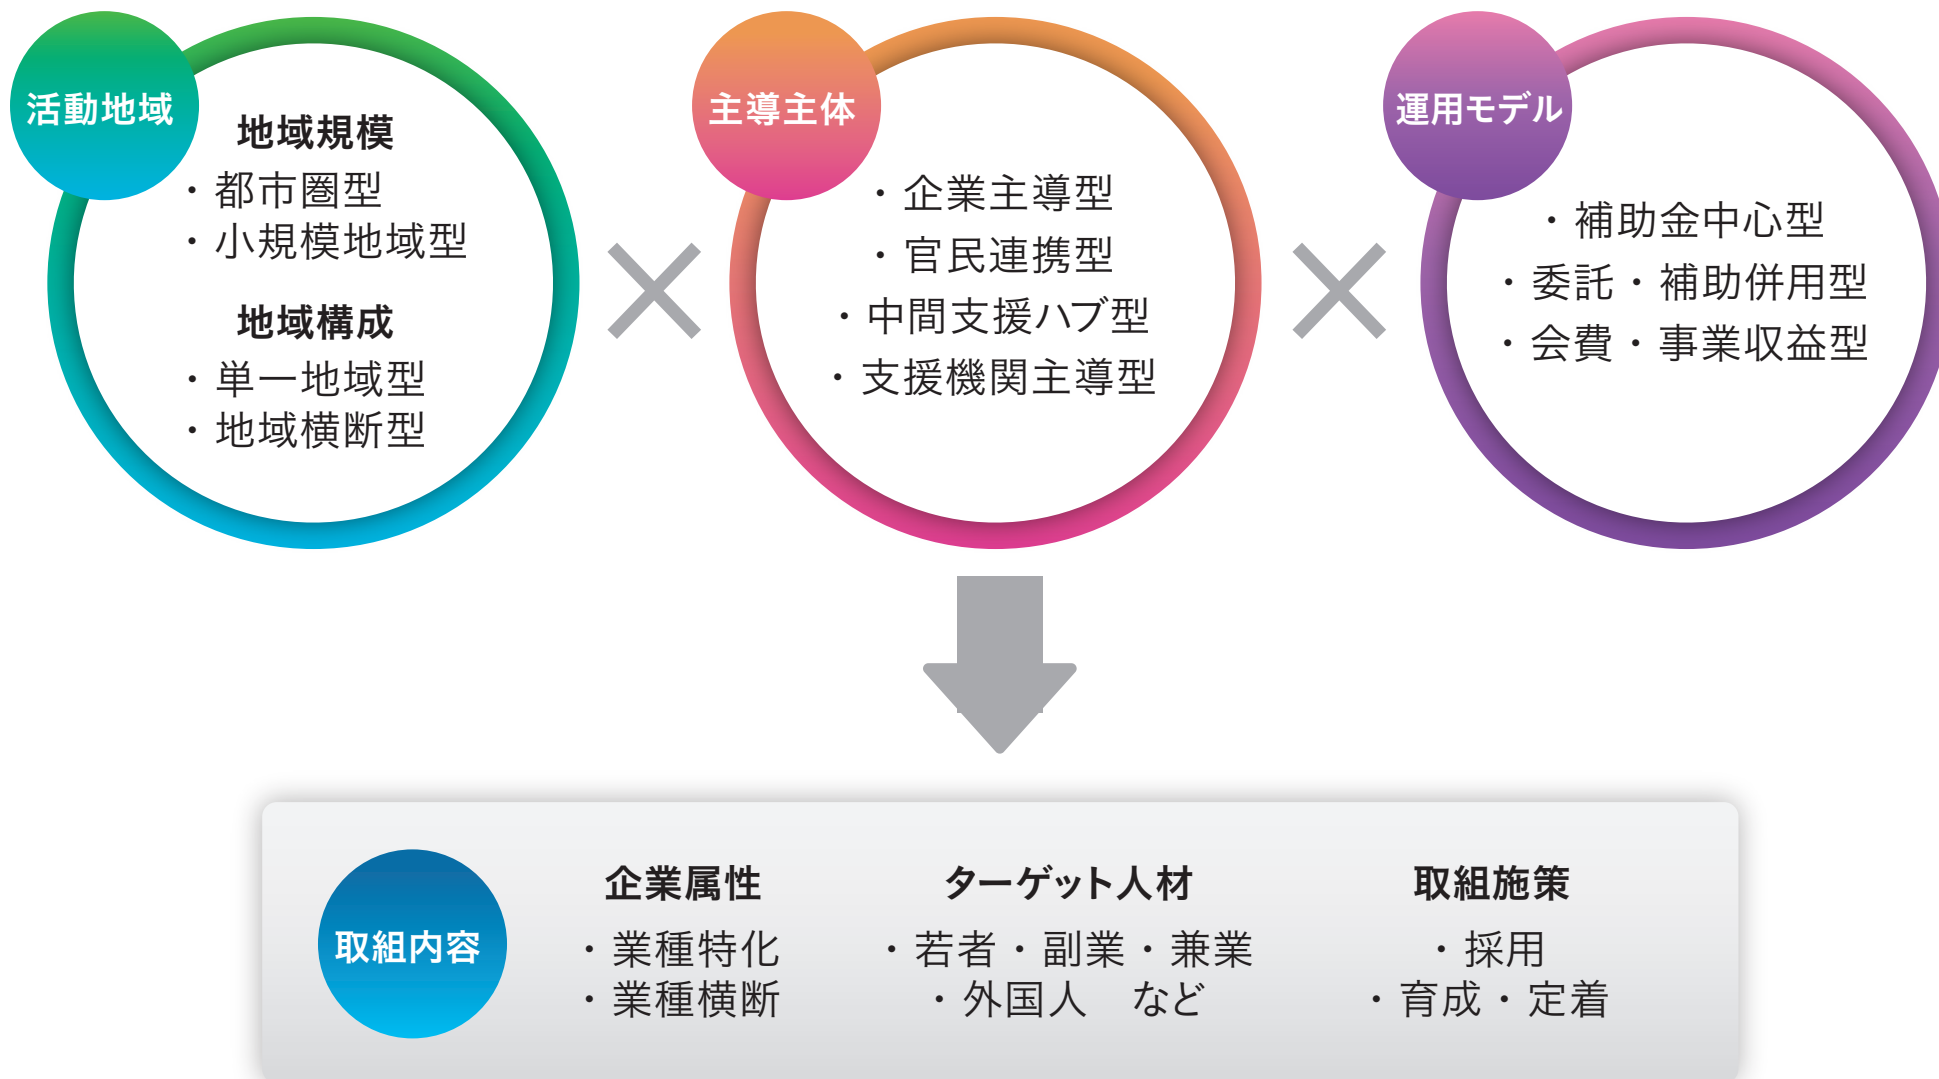 活動地域
地域規模
・都市圏型
・小規模地域型
地域構成
・単一地域型
・地域横断型
主導主体
・企業主導型
・官民連携型
・中間支援ハブ型
・支援機関主導型
運用モデル
・補助金中心型
・委託・補助併用型
・会費・事業収益型
取組内容
企業属性
・業種特化
・業種横断
ターゲット人材
・若者・副業・兼業
・外国人　など
取組施策
・採用
・育成・定着